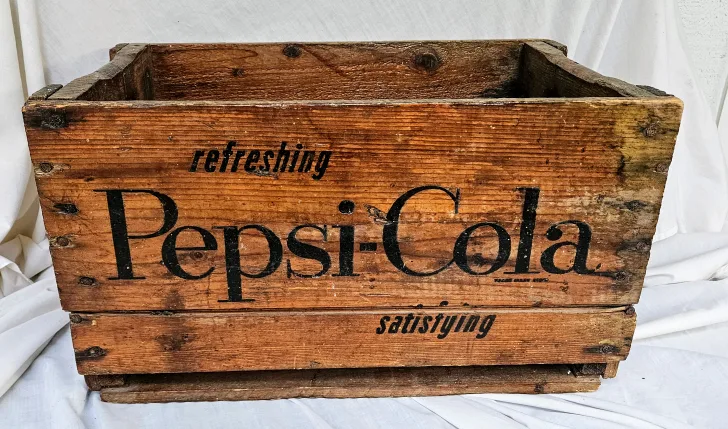 refreshing
Pepsi-Cola
satisfying